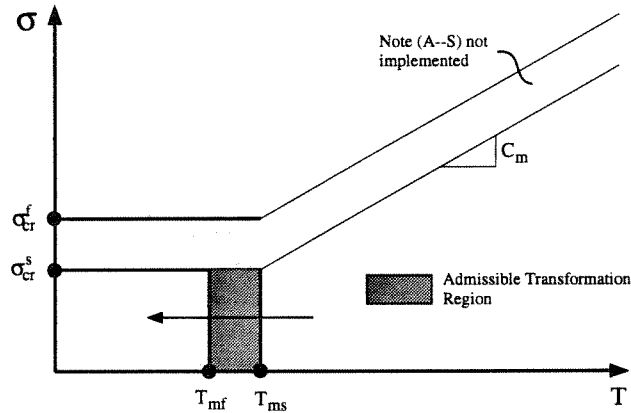 σ
Note (A--S) not
implemented
C_m
σ_cr^f
σ_cr^s
Admissible Transformation
Region
T_mf T_ms T